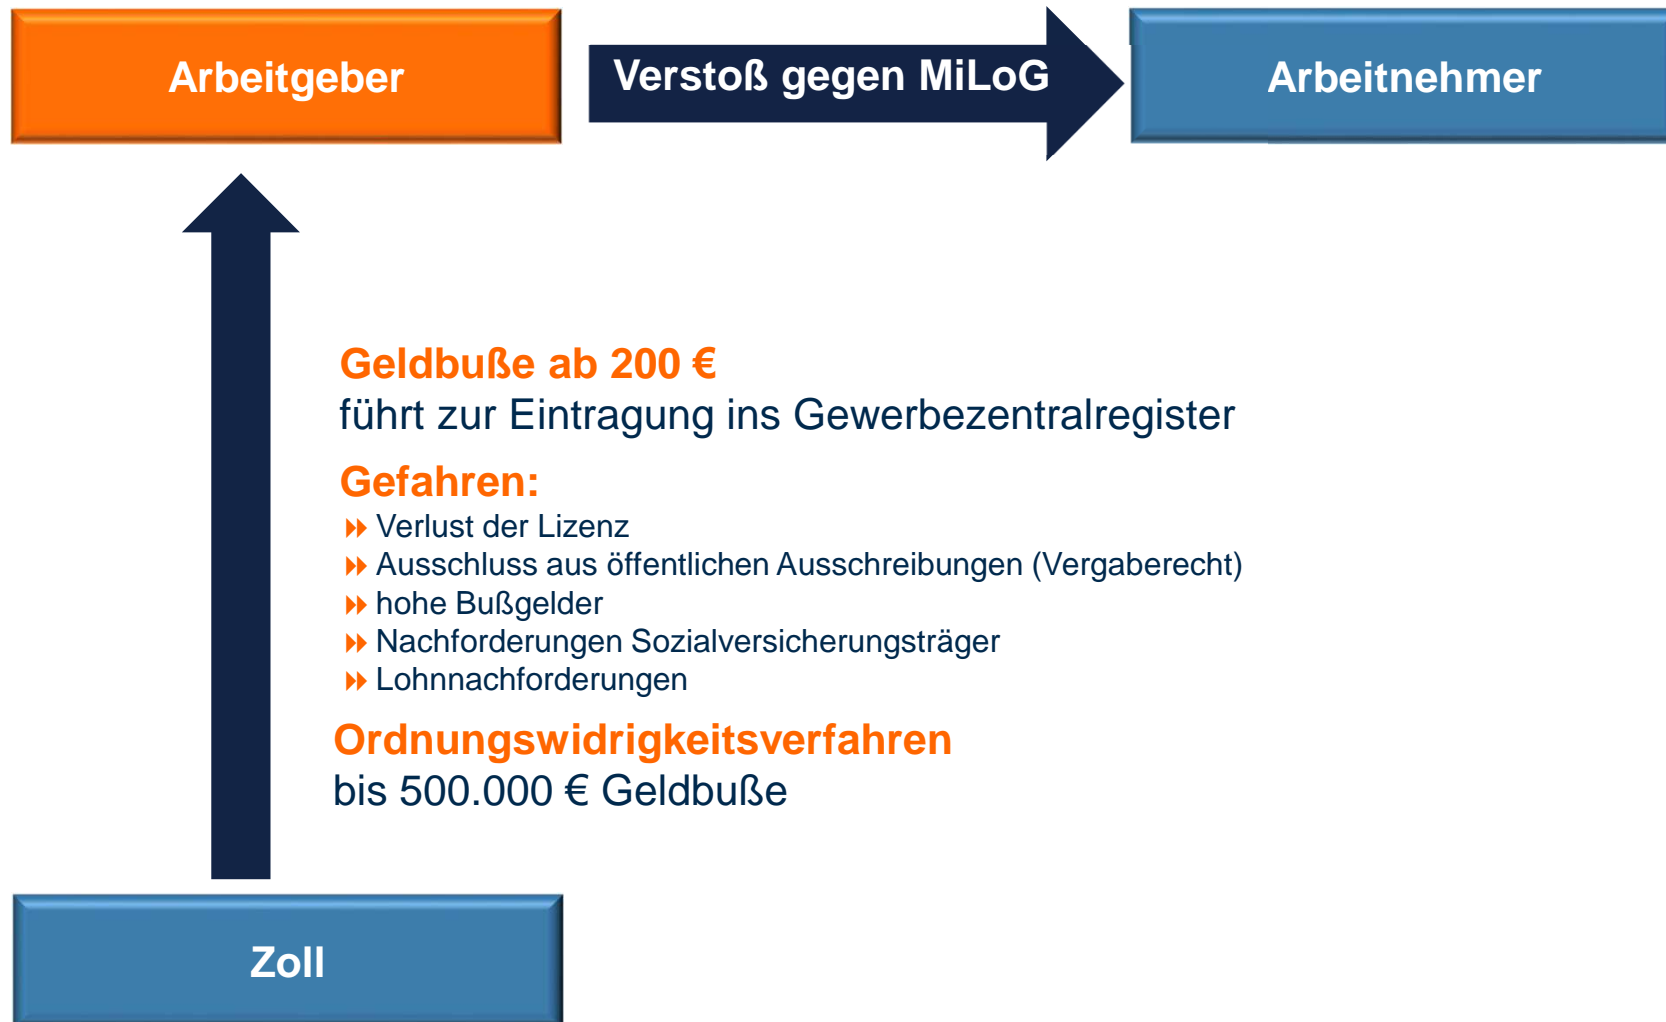 Arbeitgeber
Verstoß gegen MiLoG
Arbeitnehmer
Geldbuße ab 200 €
führt zur Eintragung ins Gewerbezentralregister
Gefahren:
Verlust der Lizenz
Ausschluss aus öffentlichen Ausschreibungen (Vergaberecht)
hohe Bußgelder
Nachforderungen Sozialversicherungsträger
Lohnnachforderungen
Ordnungswidrigkeitsverfahren
bis 500.000 € Geldbuße
Zoll